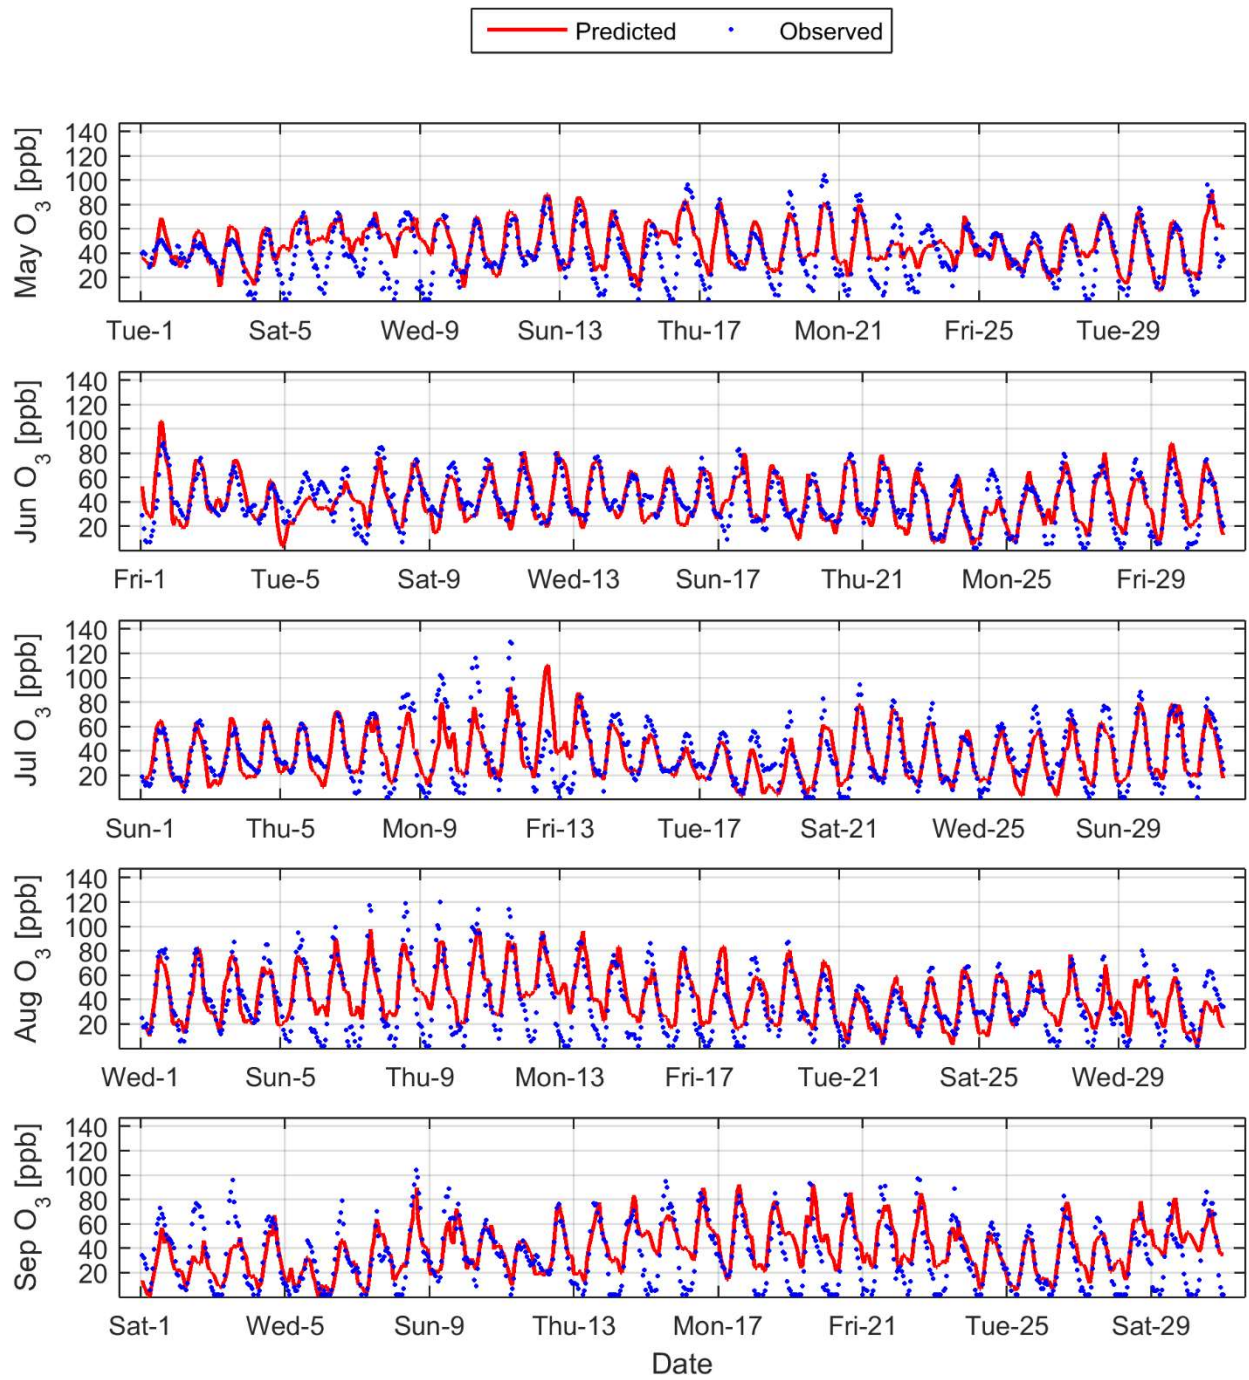 Predicted Observed
May O3 [ppb]
140
120
100
80
60
40
20
Tue-1 Sat-5 Wed-9 Sun-13 Thu-17 Mon-21 Fri-25 Tue-29
Jun O3 [ppb]
140
120
100
80
60
40
20
Fri-1 Tue-5 Sat-9 Wed-13 Sun-17 Thu-21 Mon-25 Fri-29
Jul O3 [ppb]
140
120
100
80
60
40
20
Sun-1 Thu-5 Mon-9 Fri-13 Tue-17 Sat-21 Wed-25 Sun-29
Aug O3 [ppb]
140
120
100
80
60
40
20
Wed-1 Sun-5 Thu-9 Mon-13 Fri-17 Tue-21 Sat-25 Wed-29
Sep O3 [ppb]
140
120
100
80
60
40
20
Sat-1 Wed-5 Sun-9 Thu-13 Mon-17 Fri-21 Tue-25 Sat-29
Date